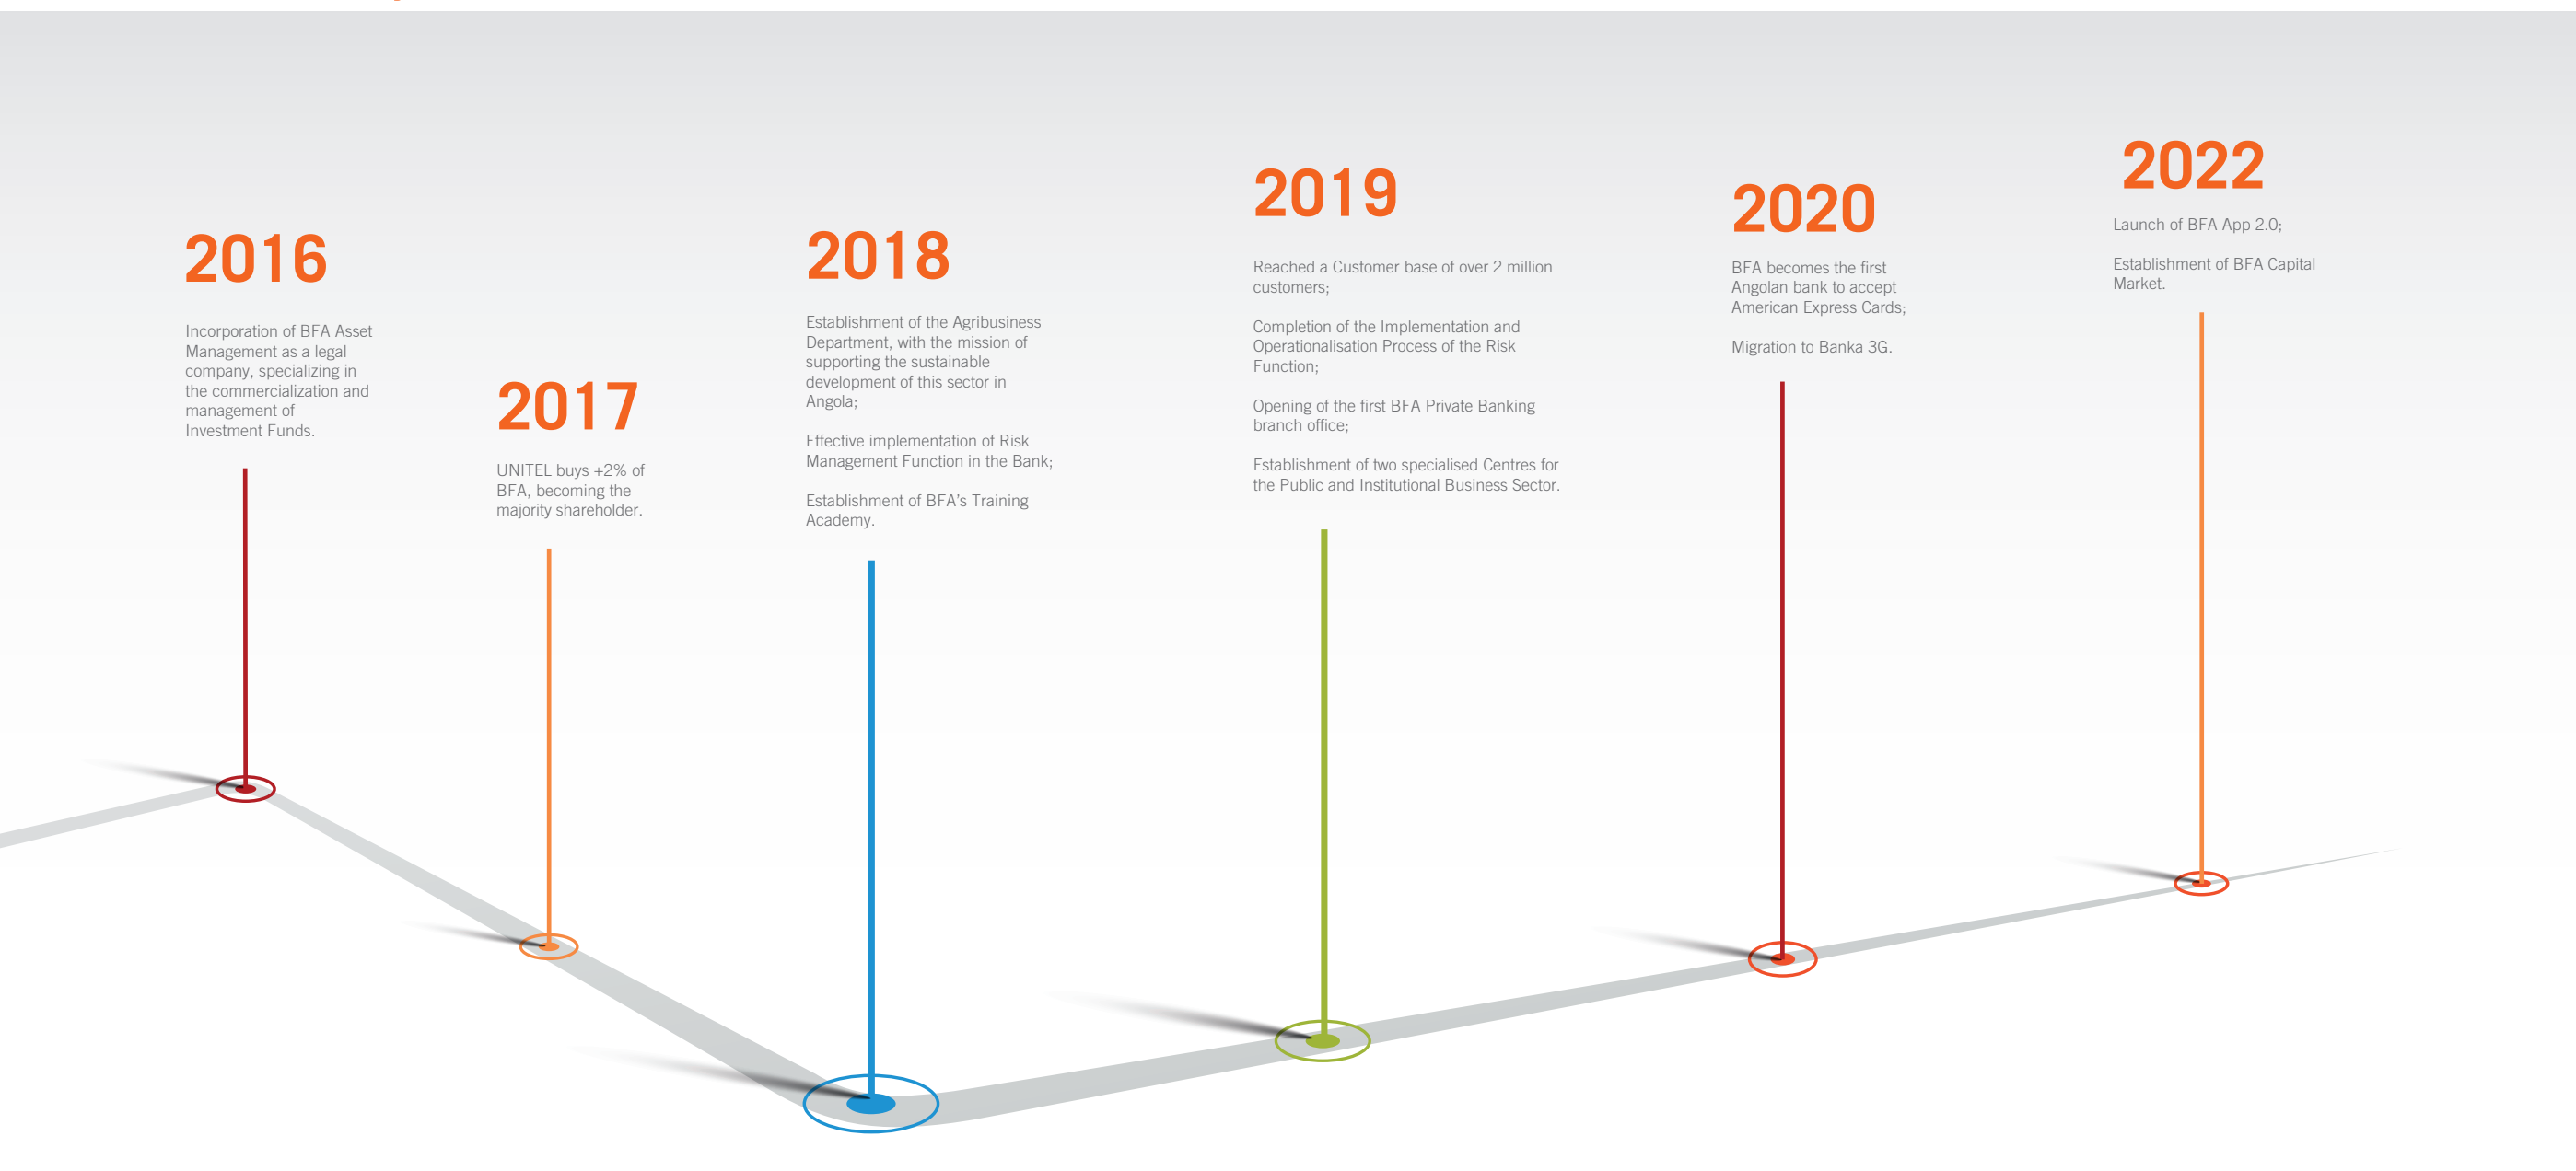 2016
Incorporation of BFA Asset
Management as a legal
company, specializing in
the commercialization and
management of
Investment Funds.
2017
UNITEL buys +2% of
BFA, becoming the
majority shareholder.
2018
Establishment of the Agribusiness
Department, with the mission of
supporting the sustainable
development of this sector in
Angola;
Effective implementation of Risk
Management Function in the Bank;
Establishment of BFA’s Training
Academy.
2019
Reached a Customer base of over 2 million
customers;
Completion of the Implementation and
Operationalisation Process of the Risk
Function;
Opening of the first BFA Private Banking
branch office;
Establishment of two specialised Centres for
the Public and Institutional Business Sector.
2020
BFA becomes the first
Angolan bank to accept
American Express Cards;
Migration to Banka 3G.
2022
Launch of BFA App 2.0;
Establishment of BFA Capital
Market.